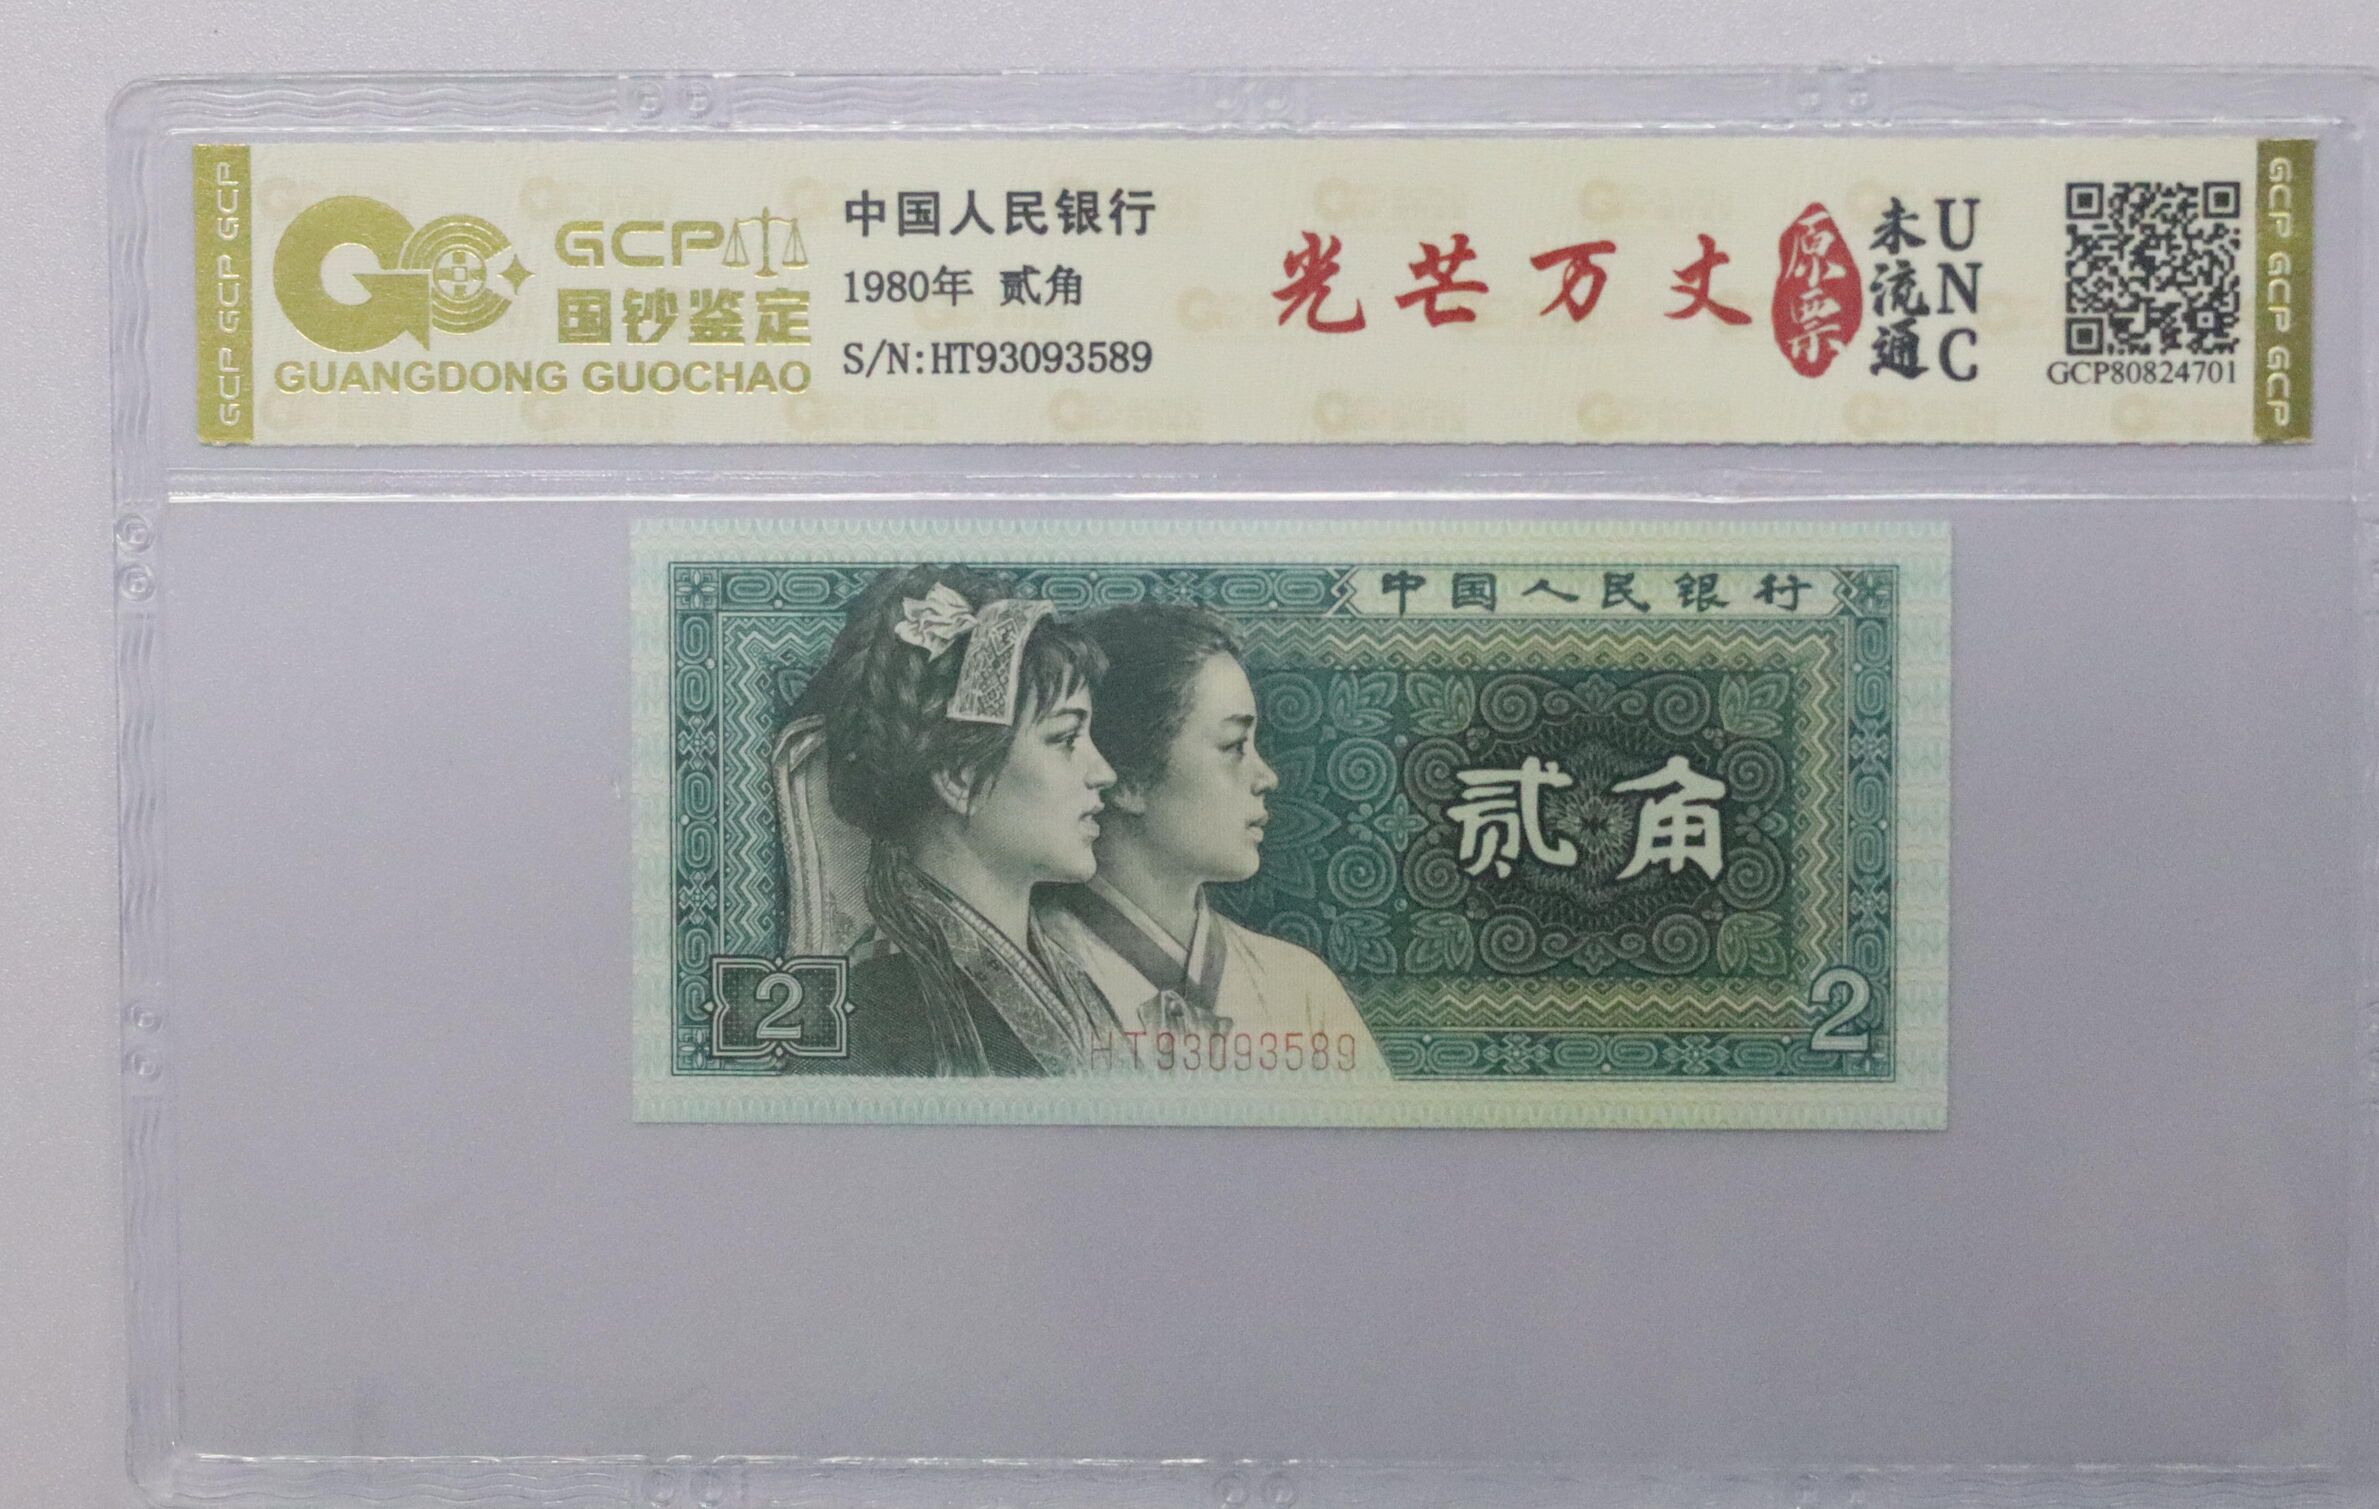 GCP GCP GCP
GCP
国钞鉴定
GUANGDONG GUOCHAO
中国人民银行
1980年 贰角
S/N:HT93093589
光芒万丈
原票
未流通
UNC
GCP80824701
GCP GCP GCP
中国人民银行
贰角
2
2
HT93093589